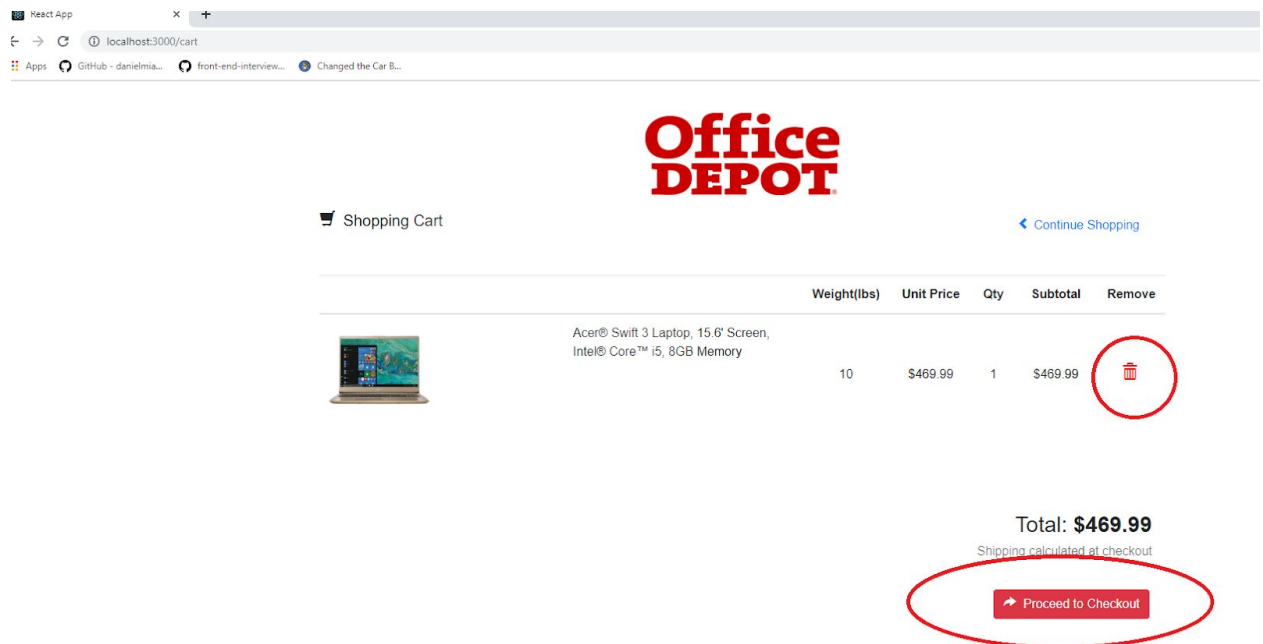 React App
localhost:3000/cart
Apps GitHub - danielmia... front-end-interview... Changed the Car B...
Office
DEPOT.
Shopping Cart
Continue Shopping
Weight(lbs) Unit Price Qty Subtotal Remove
Acer® Swift 3 Laptop, 15.6' Screen,
Intel® Core™ i5, 8GB Memory
10 $469.99 1 $469.99
Total: $469.99
Shipping calculated at checkout
Proceed to Checkout